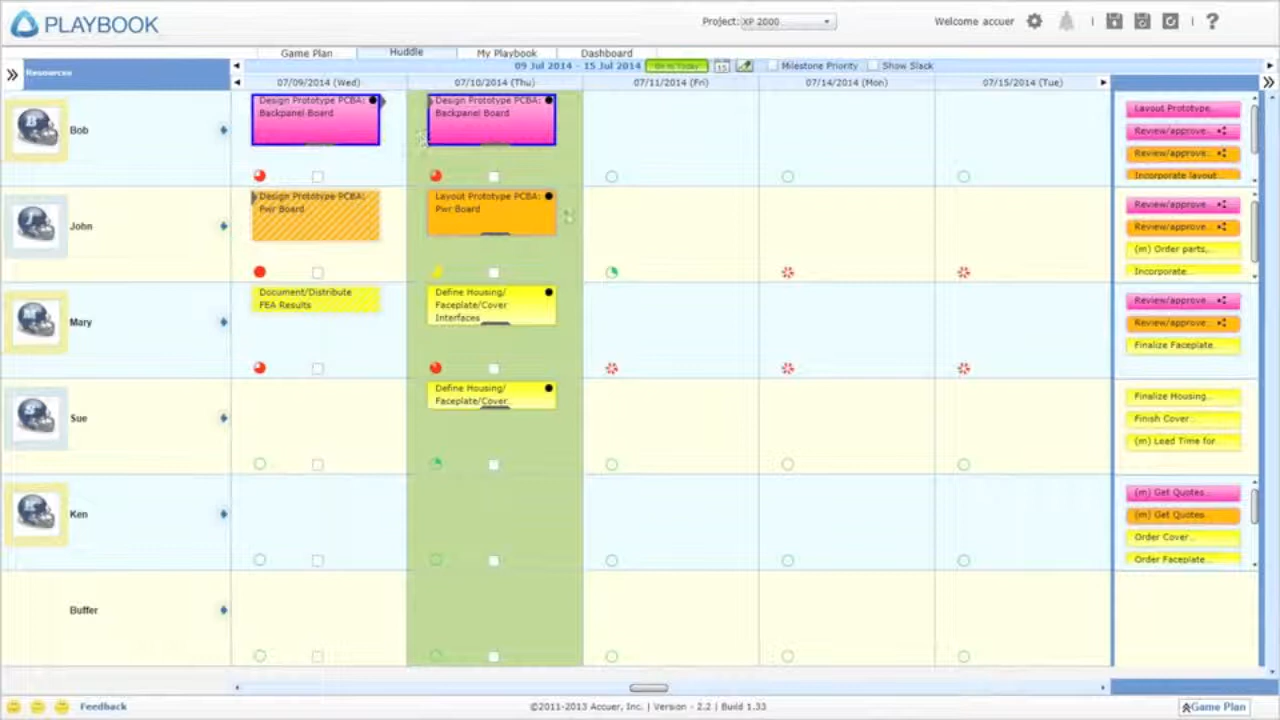 PLAYBOOK
Project: XP 2000
Welcome accuer
Game Plan
Huddle
My Playbook
Dashboard
Resources
09 Jul 2014 - 15 Jul 2014
Go to Today
15
Milestone Priority
Show Slack
07/09/2014 (Wed)
07/10/2014 (Thu)
07/11/2014 (Fri)
07/14/2014 (Mon)
07/15/2014 (Tue)
Bob
Design Prototype PCBA:
Backpanel Board
Design Prototype PCBA:
Backpanel Board
Layout Prototype...
Review/approve...
Review/approve...
Incorporate layout...
John
Design Prototype PCBA:
Pwr Board
Layout Prototype PCBA:
Pwr Board
Review/approve...
Review/approve...
(m) Order parts,...
Incorporate...
Mary
Document/Distribute
FEA Results
Define Housing/
Faceplate/Cover
Interfaces
Review/approve...
Review/approve...
Finalize Faceplate...
Sue
Define Housing/
Faceplate/Cover...
Finalize Housing...
Finish Cover...
(m) Lead Time for...
Ken
(m) Get Quotes...
(m) Get Quotes...
Order Cover...
Order Faceplate...
Buffer
Feedback
©2011-2013 Accuer, Inc. | Version - 2.2 | Build 1.33
Game Plan